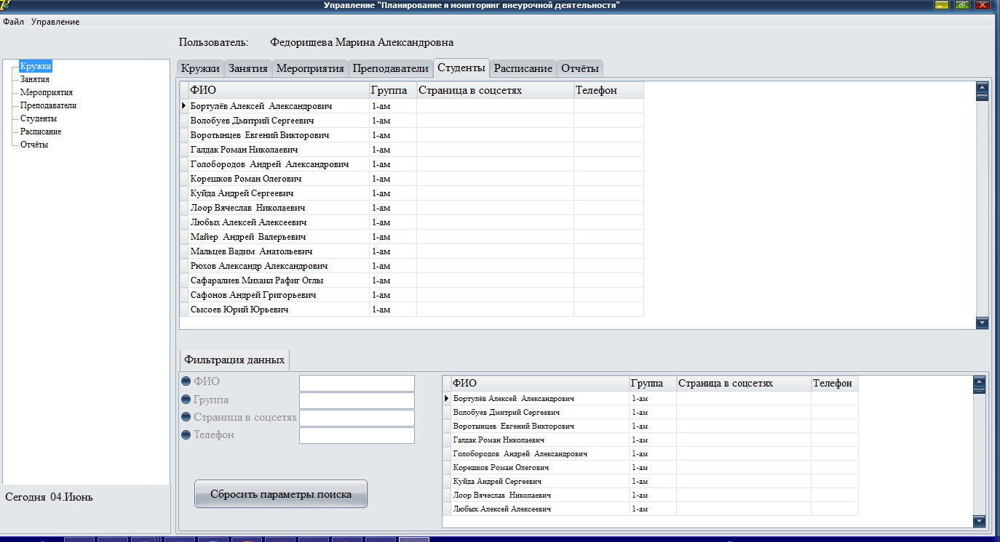 Управление "Планирование и мониторинг внеурочной деятельности"
Файл Управление
Пользователь: Федорищева Марина Александровна
Кружки
Занятия
Мероприятия
Преподаватели
Студенты
Расписание
Отчёты
Сегодня 04.Июнь
Кружки Занятия Мероприятия Преподаватели Студенты Расписание Отчёты
ФИО Группа Страница в соцсетях Телефон
Бортулёв Алексей Александрович 1-ам
Волобуев Дмитрий Сергеевич 1-ам
Воротынцев Евгений Викторович 1-ам
Галдак Роман Николаевич 1-ам
Голобородов Андрей Александрович 1-ам
Корешков Роман Олегович 1-ам
Куйда Андрей Сергеевич 1-ам
Лоор Вячеслав Николаевич 1-ам
Любых Алексей Алексеевич 1-ам
Майер Андрей Валерьевич 1-ам
Мальцев Вадим Анатольевич 1-ам
Рюхов Александр Александрович 1-ам
Сафаралиев Михаил Рафиг Оглы 1-ам
Сафонов Андрей Григорьевич 1-ам
Сысоев Юрий Юрьевич 1-ам
Фильтрация данных
ФИО
Группа
Страница в соцсетях
Телефон
Сбросить параметры поиска
ФИО Группа Страница в соцсетях Телефон
Бортулёв Алексей Александрович 1-ам
Волобуев Дмитрий Сергеевич 1-ам
Воротынцев Евгений Викторович 1-ам
Галдак Роман Николаевич 1-ам
Голобородов Андрей Александрович 1-ам
Корешков Роман Олегович 1-ам
Куйда Андрей Сергеевич 1-ам
Лоор Вячеслав Николаевич 1-ам
Любых Алексей Алексеевич 1-ам